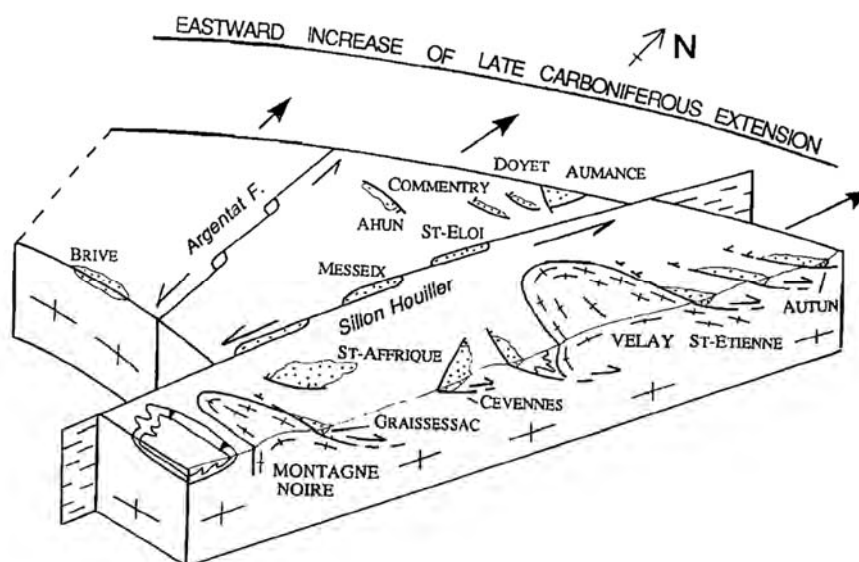 EASTWARD INCREASE OF LATE CARBONIFEROUS EXTENSION
N
DOYET AUMANCE
COMMENTRY
Argentat F.
AHUN
ST-ELOI
BRIVE
MESSEIX
Sillon Houiller
AUTUN
VELAY ST-ETIENNE
ST-AFFRIQUE
CEVENNES
GRAISSESSAC
MONTAGNE
NOIRE